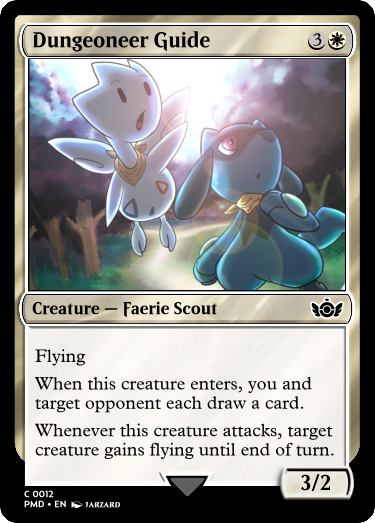 Dungeoneer Guide 3
Creature — Faerie Scout
Flying
When this creature enters, you and
target opponent each draw a card.
Whenever this creature attacks, target
creature gains flying until end of turn.
3/2
C 0012
PMD • EN JARZARD